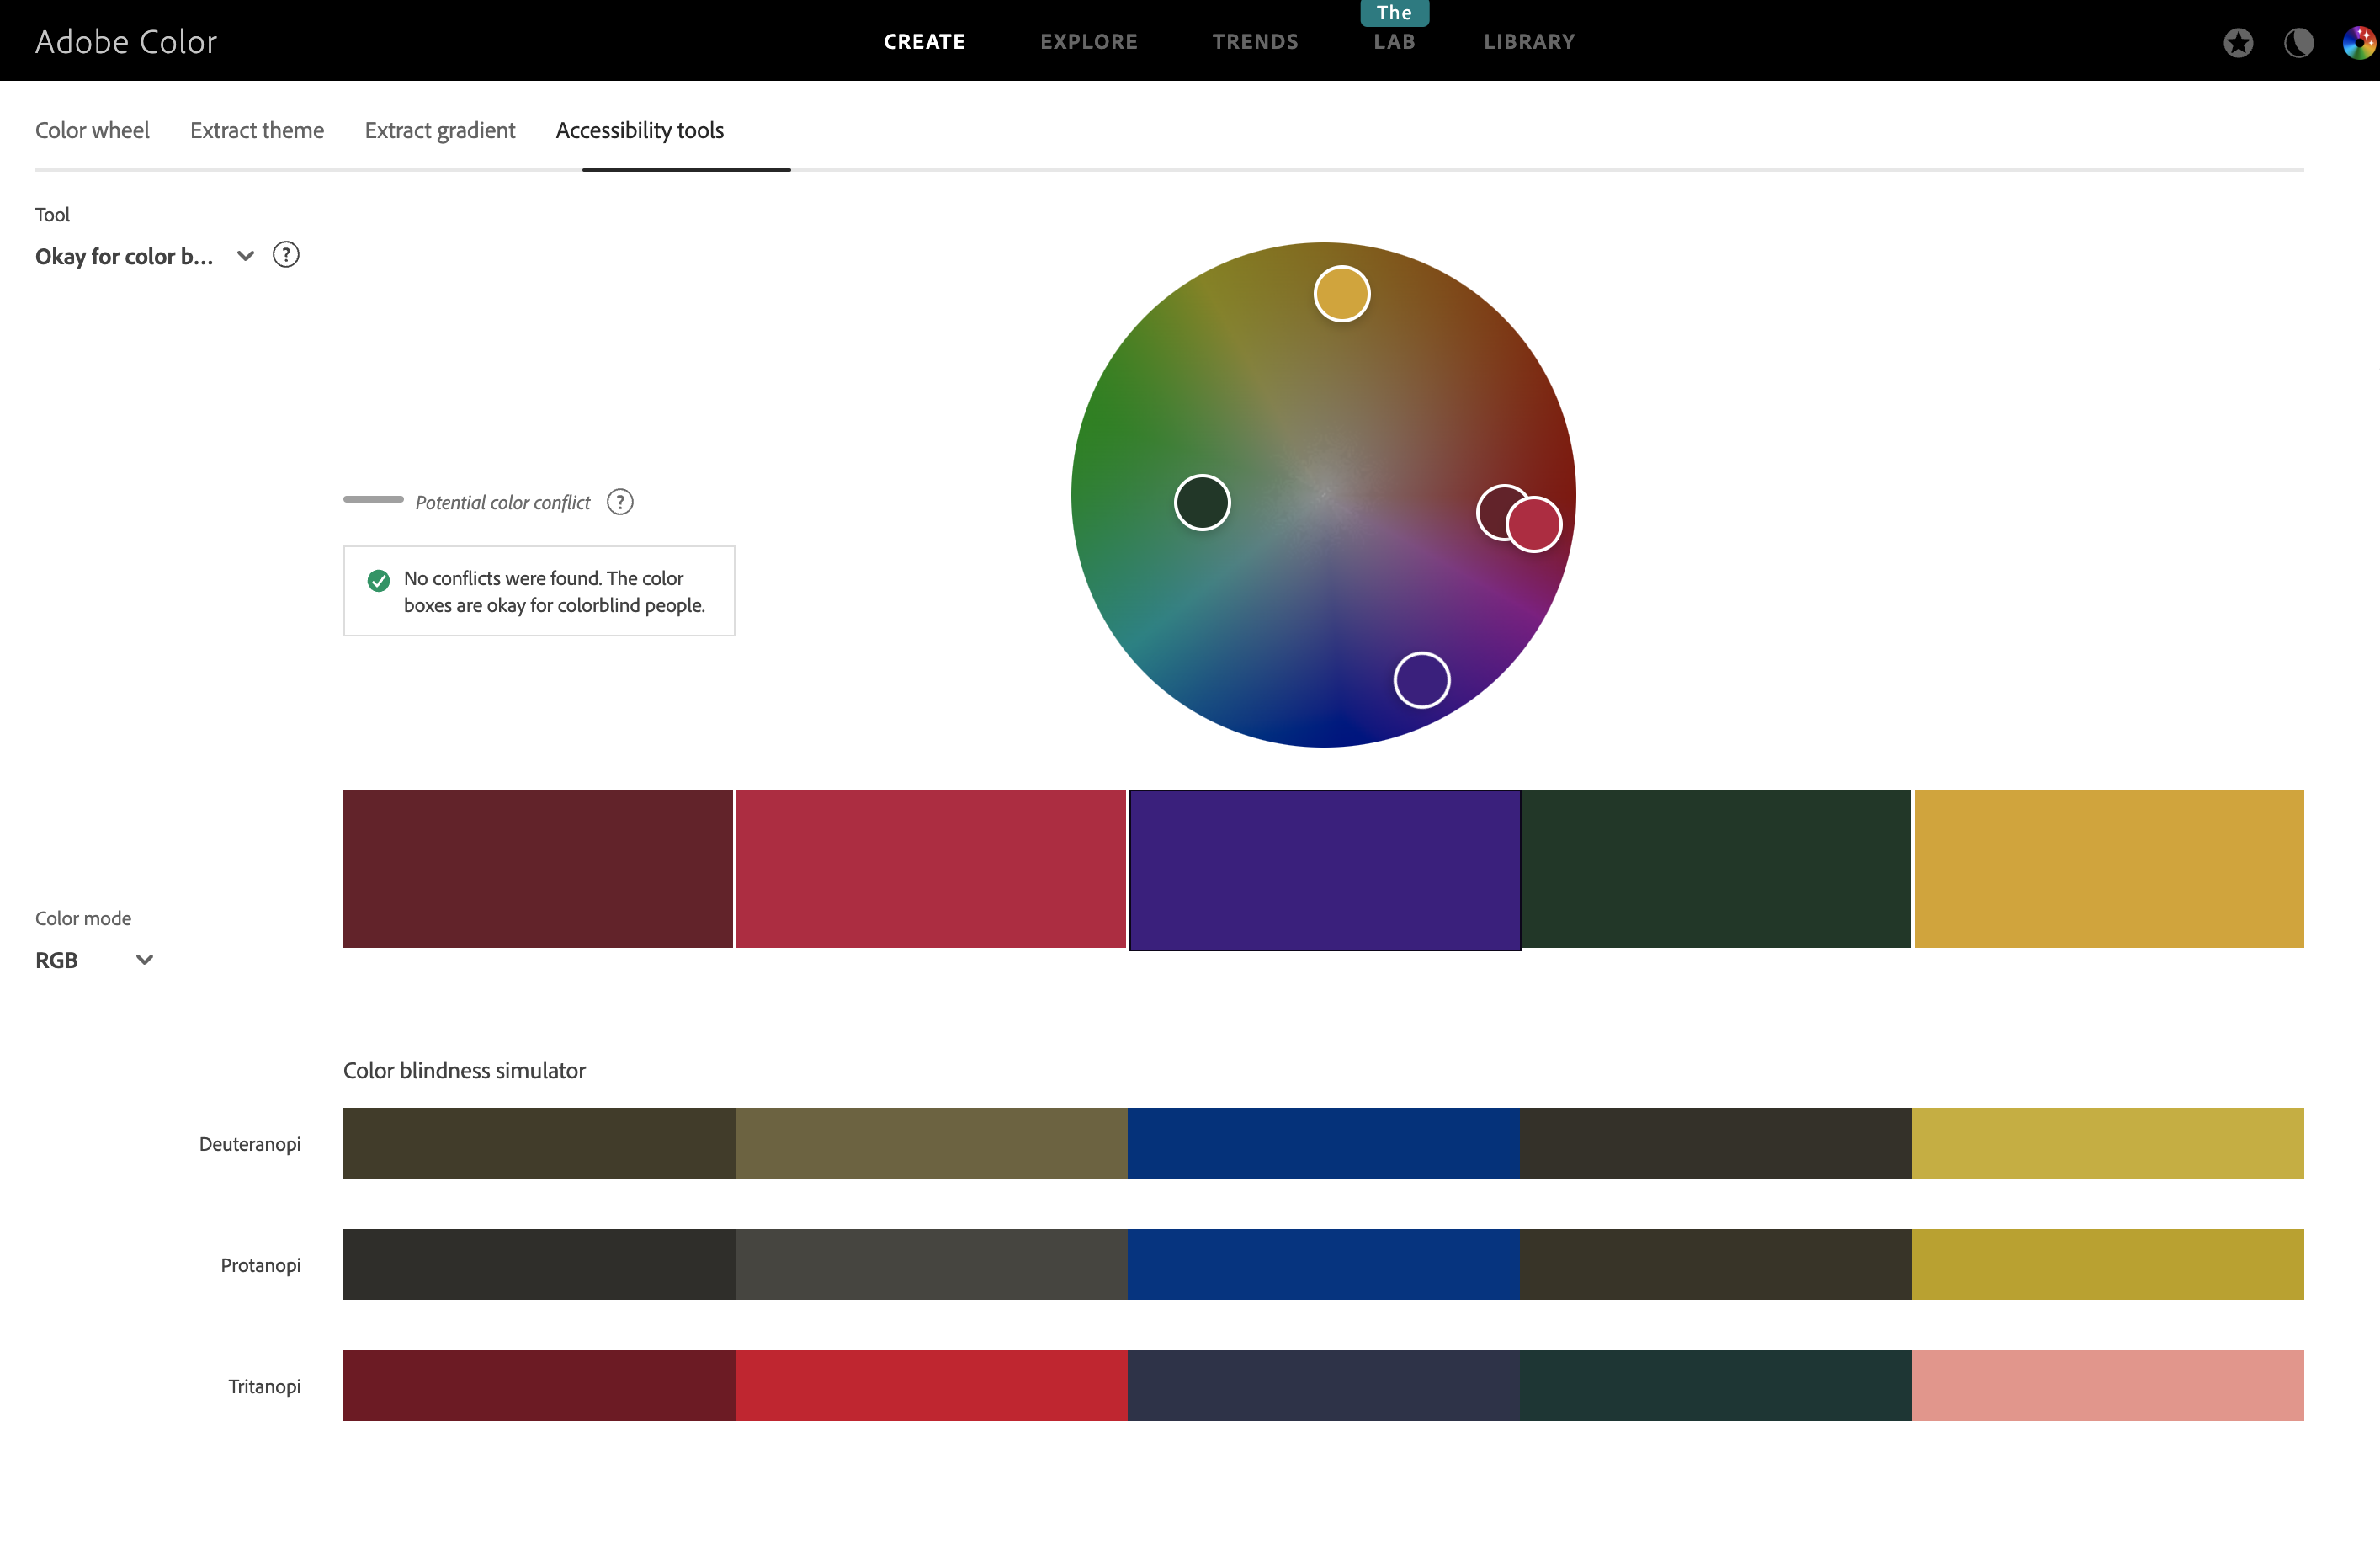 Adobe Color
CREATE
EXPLORE
TRENDS
The
LAB
LIBRARY
Color wheel
Extract theme
Extract gradient
Accessibility tools
Tool
Okay for color b...
?
Potential color conflict
?
No conflicts were found. The color
boxes are okay for colorblind people.
Color mode
RGB
Color blindness simulator
Deuteranopi
Protanopi
Tritanopi